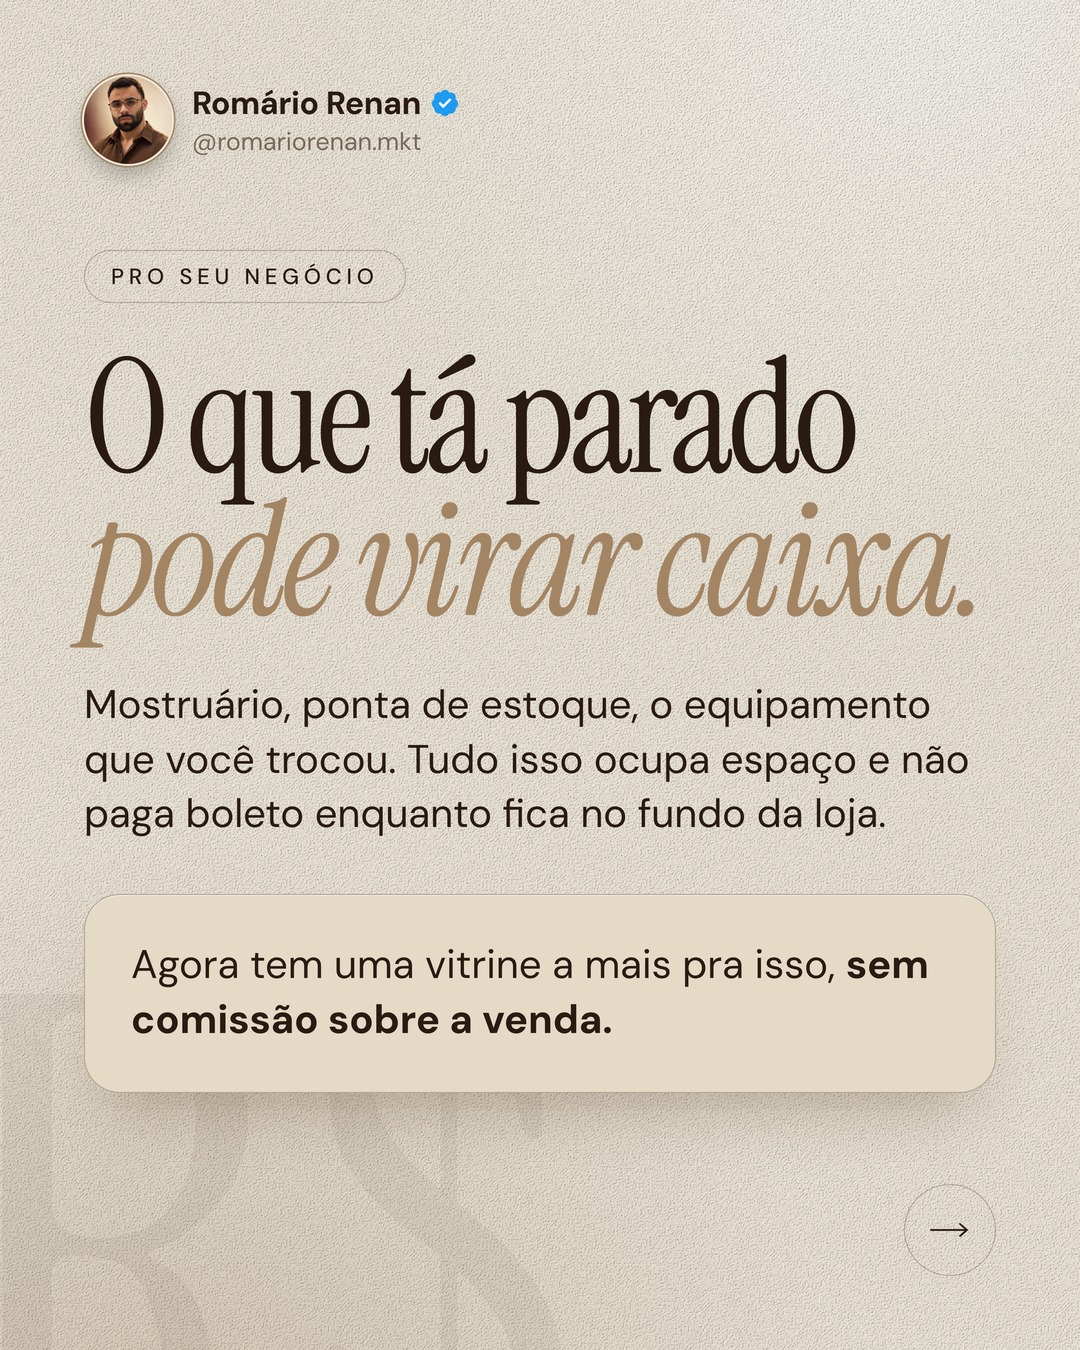 Romário Renan
@romariorenan.mkt
PRO SEU NEGÓCIO
O que tá parado
pode virar caixa.
Mostruário, ponta de estoque, o equipamento
que você trocou. Tudo isso ocupa espaço e não
paga boleto enquanto fica no fundo da loja.
Agora tem uma vitrine a mais pra isso, sem
comissão sobre a venda.
R$